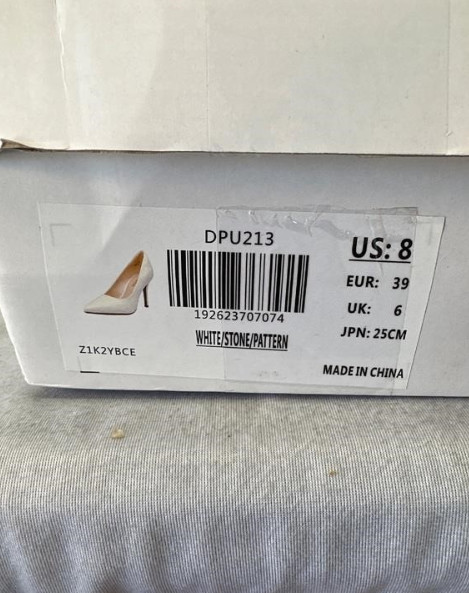 DPU213
192623707074
WHITE/STONE/PATTERN
Z1K2YBCE
US: 8
EUR: 39
UK: 6
JPN: 25CM
MADE IN CHINA